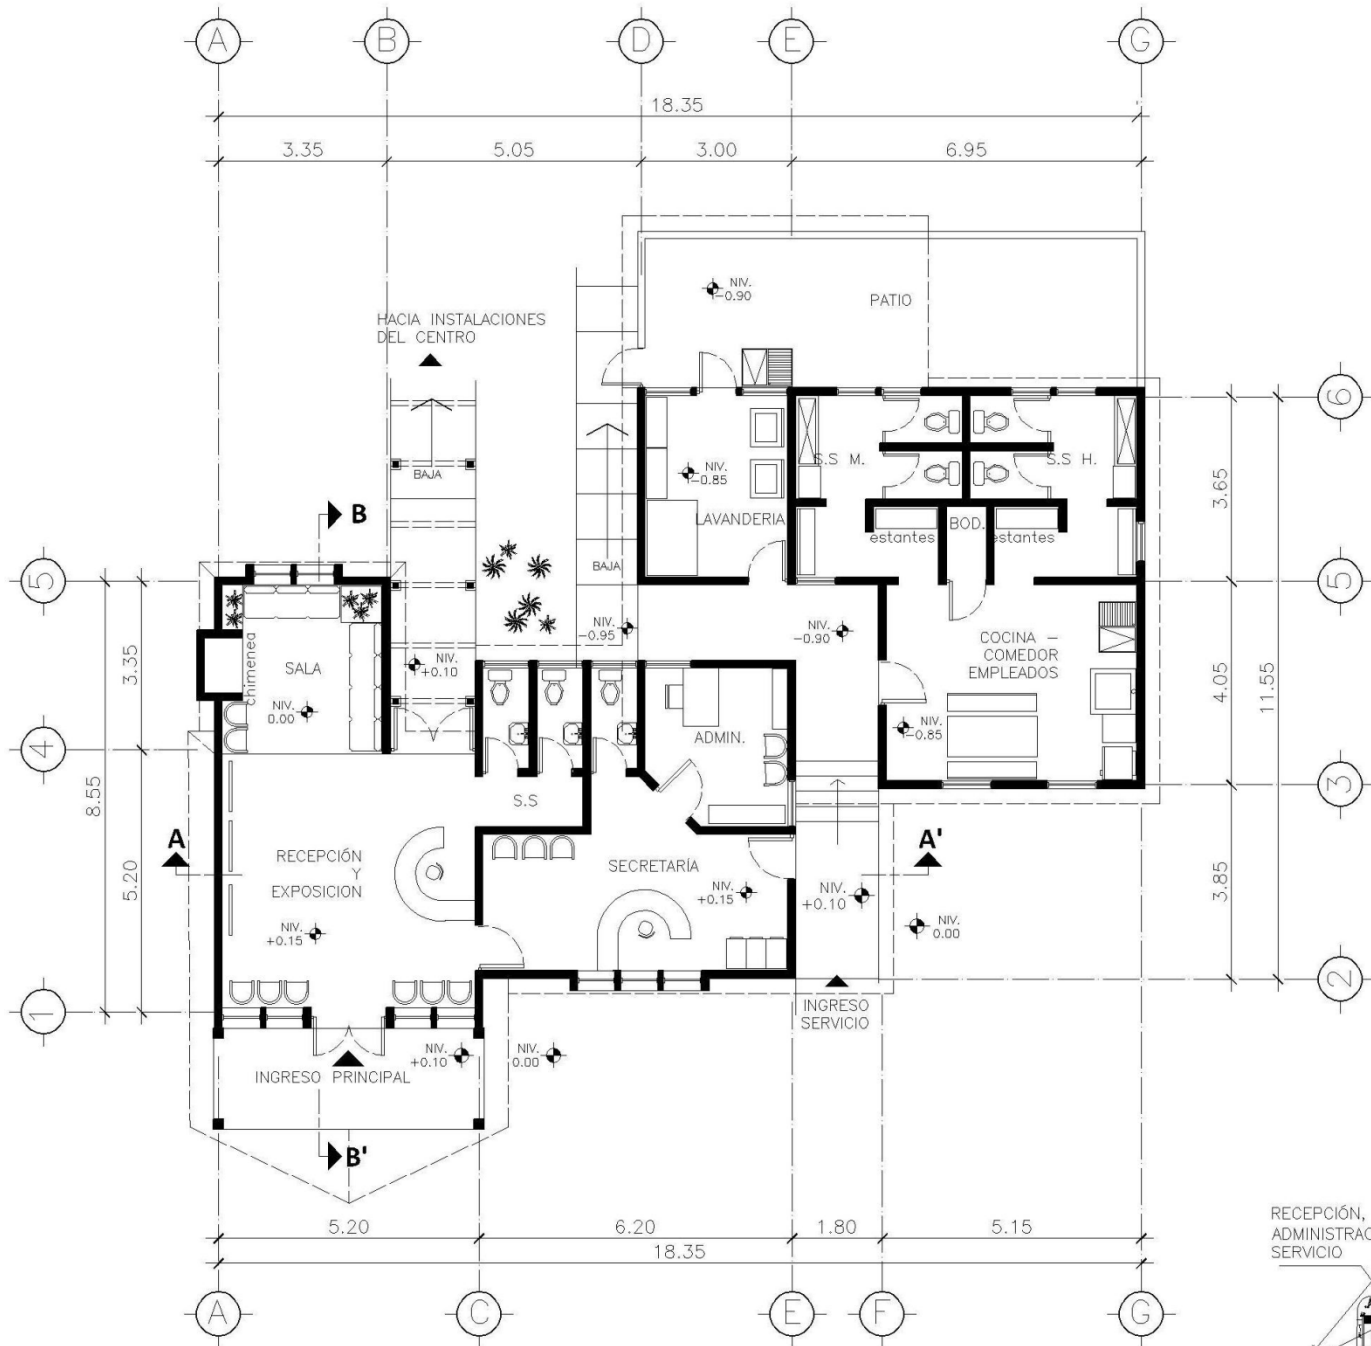 A
B
D
E
G
18.35
3.35
5.05
3.00
6.95
NIV.
-0.90
PATIO
HACIA INSTALACIONES
DEL CENTRO
6
BAJA
NIV.
-0.85
S.S M.
S.S H.
3.65
B
LAVANDERIA
BOD.
estantes
estantes
BAJA
5
5
NIV.
-0.95
NIV.
-0.90
COCINA –
COMEDOR
EMPLEADOS
chimenea
SALA
NIV.
+0.10
3.35
4.05
11.55
NIV.
0.00
NIV.
-0.85
ADMIN.
4
3
8.55
S.S
A
A'
RECEPCIÓN
Y
EXPOSICION
SECRETARÍA
5.20
3.85
NIV.
+0.15
NIV.
+0.10
NIV.
0.00
NIV.
+0.15
2
1
INGRESO
SERVICIO
NIV.
+0.10
NIV.
0.00
INGRESO PRINCIPAL
B'
5.20
6.20
1.80
5.15
18.35
RECEPCIÓN,
ADMINISTRAC
SERVICIO
A
C
E
F
G